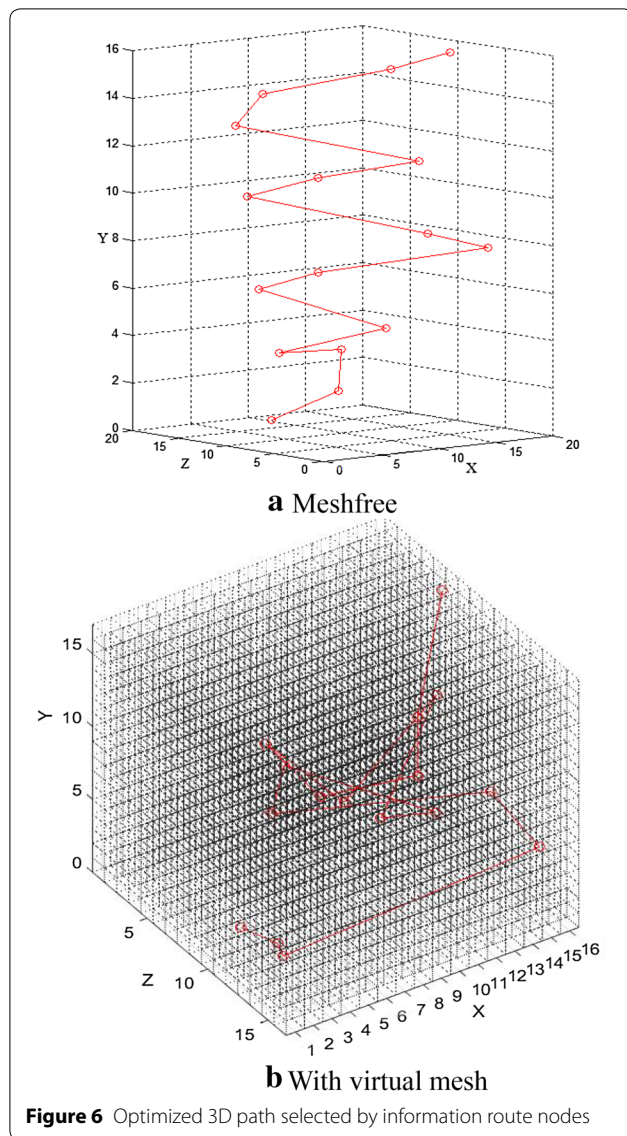 16
14
12
10
Y 8
6
4
2
0
20
15
10
5
0
z
0
5
10
15
20
x
a Meshfree
15
10
5
0
Y
5
10
15
Z
1 2 3 4 5 6 7 8 9 10 11 12 13 14 15 16
X
b With virtual mesh
Figure 6 Optimized 3D path selected by information route nodes